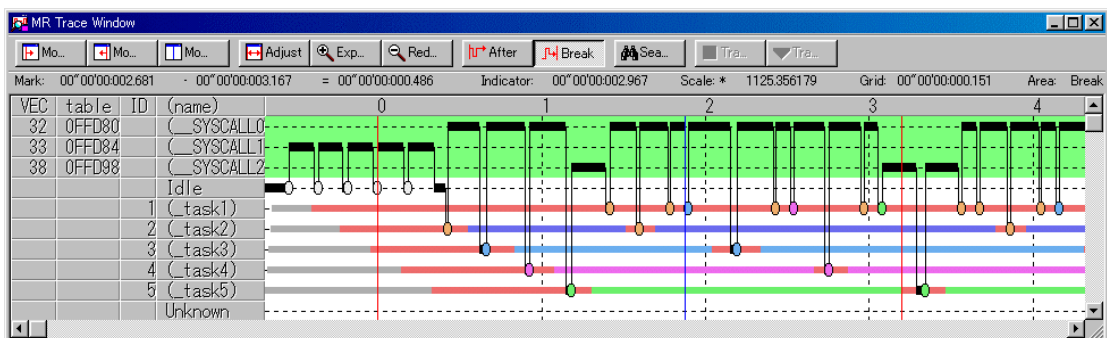 MR Trace Window
Mo... Mo... Mo... Adjust Exp... Red... After Break Sea... Tra... Tra...
Mark: 00"00'00:002.681 - 00"00'00:003.167 = 00"00'00:000.486 Indicator: 00"00'00:002.967 Scale: * 1125.356179 Grid: 00"00'00:000.151 Area: Break
VEC table ID (name) 0 1 2 3 4
32 0FFD80 (__SYSCALL0
33 0FFD84 (__SYSCALL1
38 0FFD98 (__SYSCALL2
Idle
1 (_task1)
2 (_task2)
3 (_task3)
4 (_task4)
5 (_task5)
Unknown